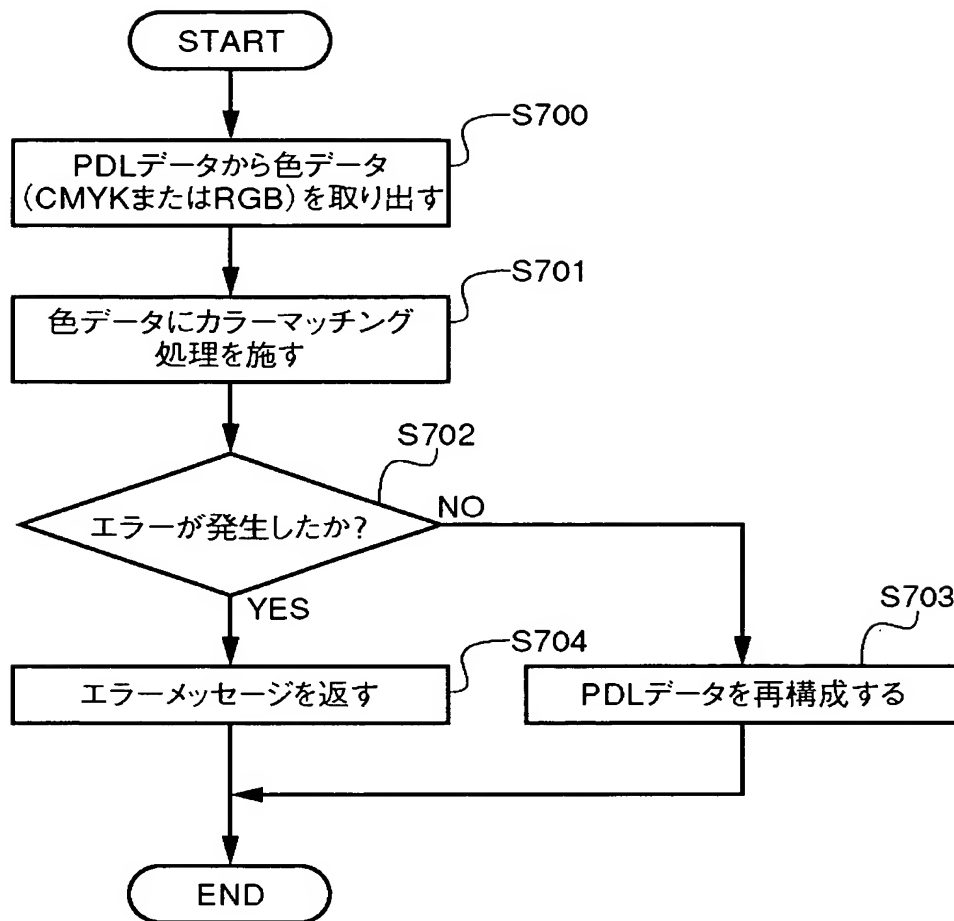 START
S700
PDLデータから色データ
(CMYKまたはRGB)を取り出す
S701
色データにカラーマッチング
処理を施す
S702
エラーが発生したか?
NO
YES
S703
S704
エラーメッセージを返す
PDLデータを再構成する
END